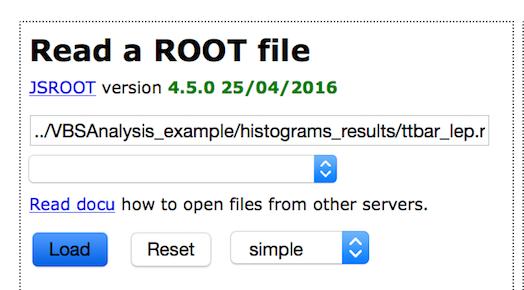 Read a ROOT file
JSROOT version 4.5.0 25/04/2016
../VBSAnalysis_example/histograms_results/ttbar_lep.r
Read docu how to open files from other servers.
Load Reset simple